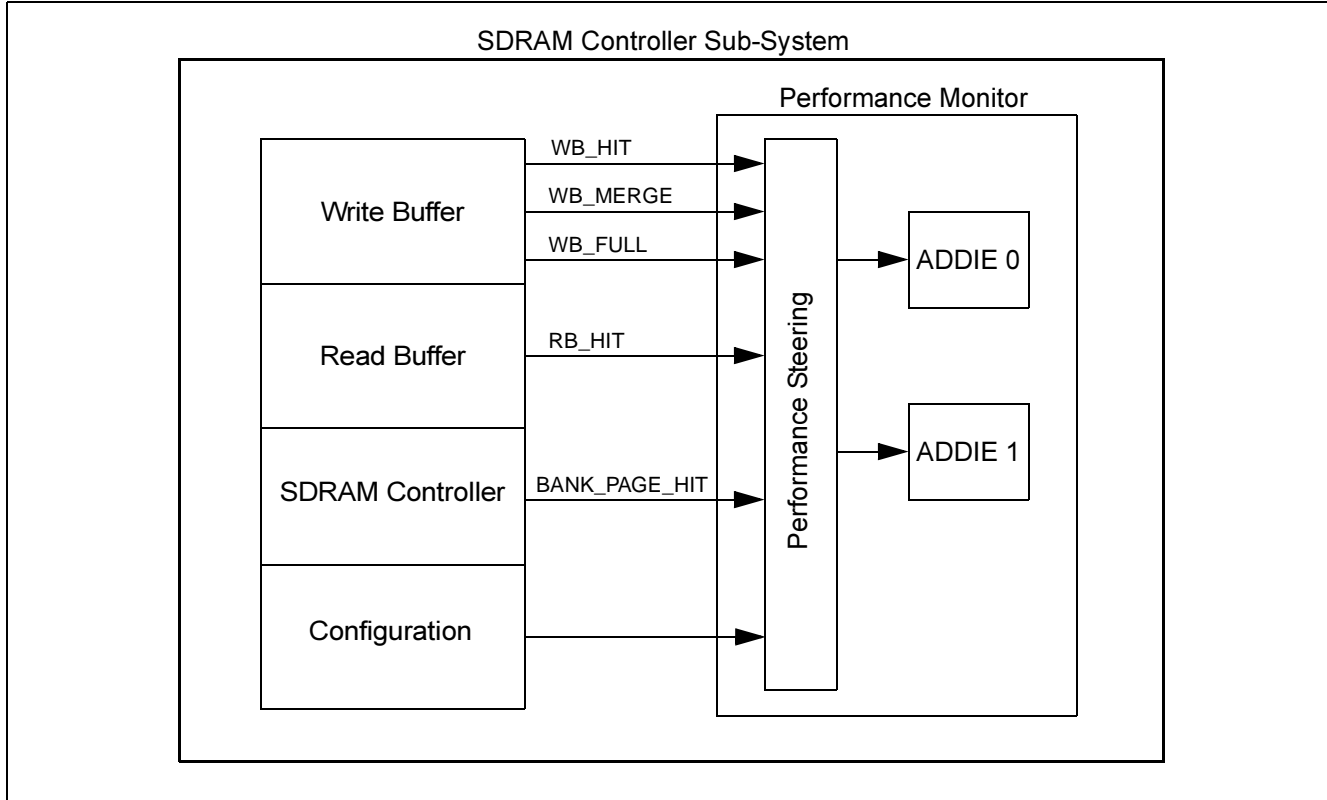 SDRAM Controller Sub-System
Performance Monitor
WB_HIT
WB_MERGE
Write Buffer
WB_FULL
ADDIE 0
Performance Steering
RB_HIT
Read Buffer
ADDIE 1
BANK_PAGE_HIT
SDRAM Controller
Configuration